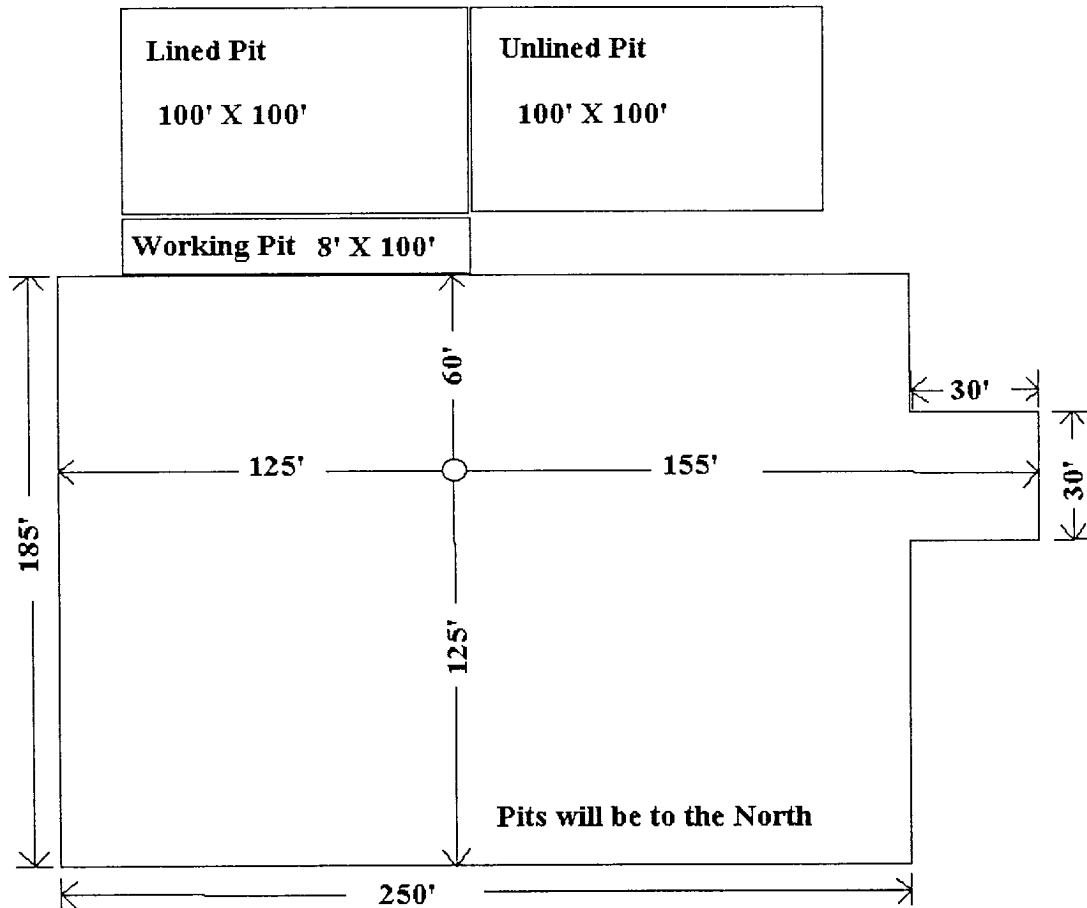 Lined Pit
100' X 100'
Unlined Pit
100' X 100'
Working Pit 8' X 100'
60'
30'
125'
155'
30'
185'
125'
Pits will be to the North
250'